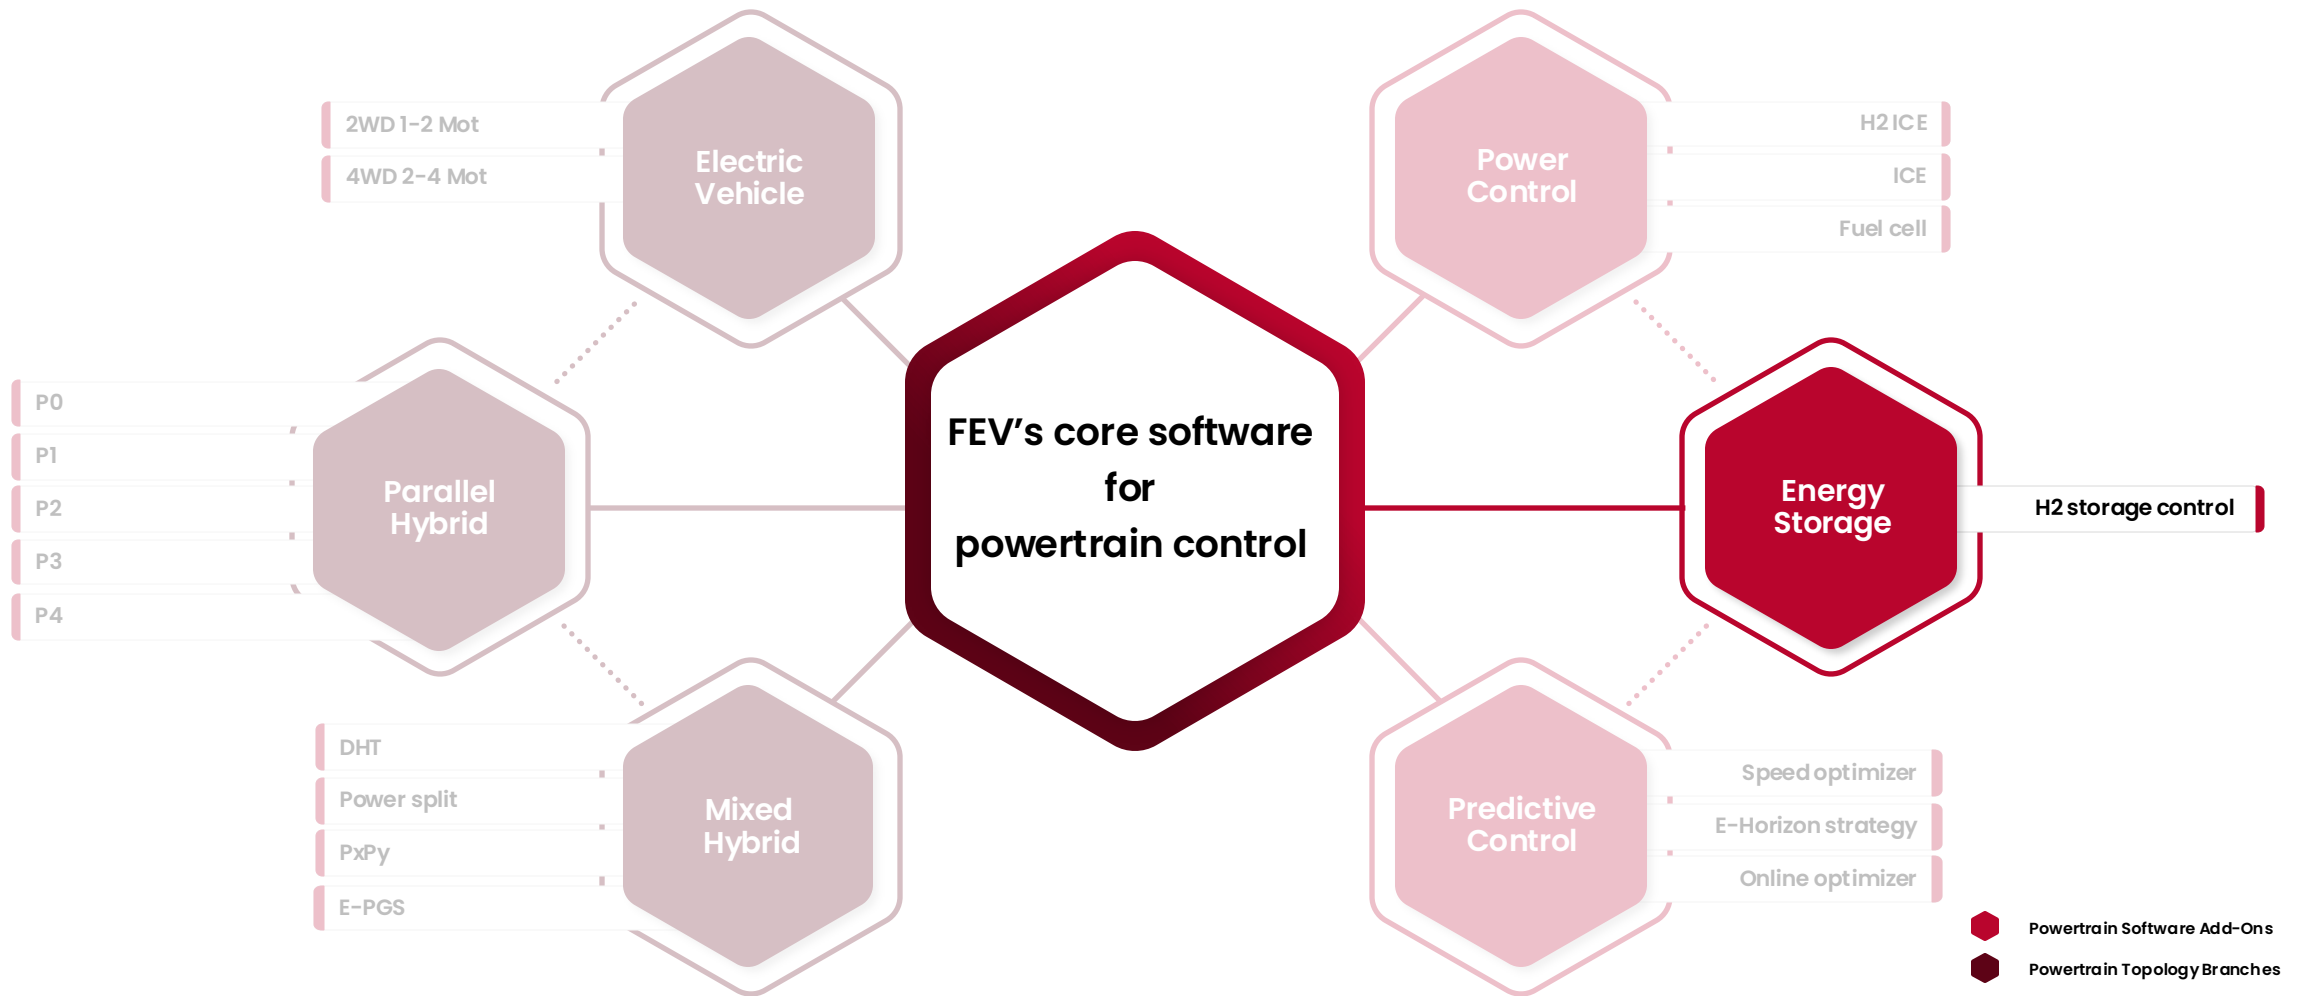 2WD 1-2 Mot
4WD 2-4 Mot
Electric
Vehicle
Power
Control
H2 ICE
ICE
Fuel cell
P0
P1
P2
P3
P4
Parallel
Hybrid
FEV’s core software
for
powertrain control
Energy
Storage
H2 storage control
DHT
Power split
PxPy
E-PGS
Mixed
Hybrid
Predictive
Control
Speed optimizer
E-Horizon strategy
Online optimizer
Powertrain Software Add-Ons
Powertrain Topology Branches